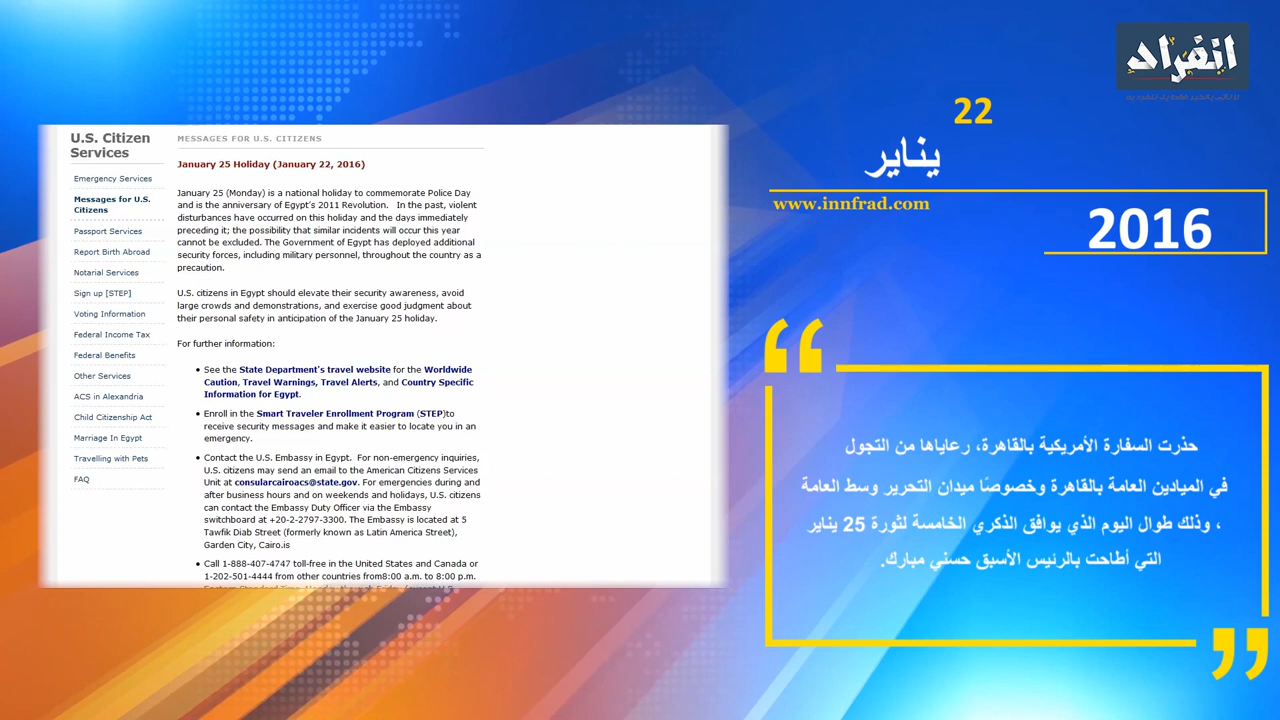 انفراد
22
يناير
www.innfrad.com
2016
U.S. Citizen
Services
Emergency Services
Messages for U.S.
Citizens
Passport Services
Report Birth Abroad
Notarial Services
Sign up [STEP]
Voting Information
Federal Income Tax
Federal Benefits
Other Services
ACS in Alexandria
Child Citizenship Act
Marriage In Egypt
Travelling with Pets
FAQ
MESSAGES FOR U.S. CITIZENS
January 25 Holiday (January 22, 2016)
January 25 (Monday) is a national holiday to commemorate Police Day
and is the anniversary of Egypt's 2011 Revolution. In the past, violent
disturbances have occurred on this holiday and the days immediately
preceding it; the possibility that similar incidents will occur this year
cannot be excluded. The Government of Egypt has deployed additional
security forces, including military personnel, throughout the country as a
precaution.
U.S. citizens in Egypt should elevate their security awareness, avoid
large crowds and demonstrations, and exercise good judgment about
their personal safety in anticipation of the January 25 holiday.
For further information:
• See the State Department's travel website for the Worldwide
Caution, Travel Warnings, Travel Alerts, and Country Specific
Information for Egypt.
• Enroll in the Smart Traveler Enrollment Program (STEP)to
receive security messages and make it easier to locate you in an
emergency.
• Contact the U.S. Embassy in Egypt. For non-emergency inquiries,
U.S. citizens may send an email to the American Citizens Services
Unit at consularcairoacs@state.gov. For emergencies during and
after business hours and on weekends and holidays, U.S. citizens
can contact the Embassy Duty Officer via the Embassy
switchboard at +20-2-2797-3300. The Embassy is located at 5
Tawfik Diab Street (formerly known as Latin America Street),
Garden City, Cairo.is
• Call 1-888-407-4747 toll-free in the United States and Canada or
1-202-501-4444 from other countries from8:00 a.m. to 8:00 p.m.
حذرت السفارة الأمريكية بالقاهرة، رعاياها من التجول
في الميادين العامة بالقاهرة وخصوصًا ميدان التحرير وسط العامة
، وذلك طوال اليوم الذي يوافق الذكري الخامسة لثورة 25 يناير
التي أطاحت بالرئيس الأسبق حسني مبارك.